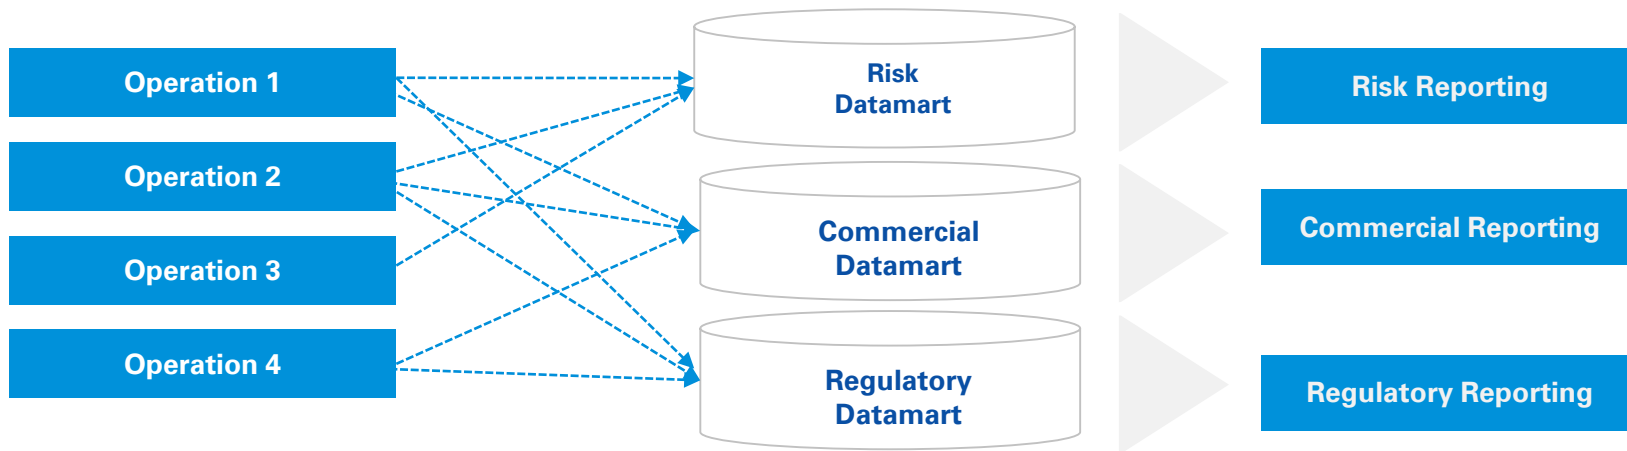 Operation 1
Operation 2
Operation 3
Operation 4
Risk
Datamart
Commercial
Datamart
Regulatory
Datamart
Risk Reporting
Commercial Reporting
Regulatory Reporting